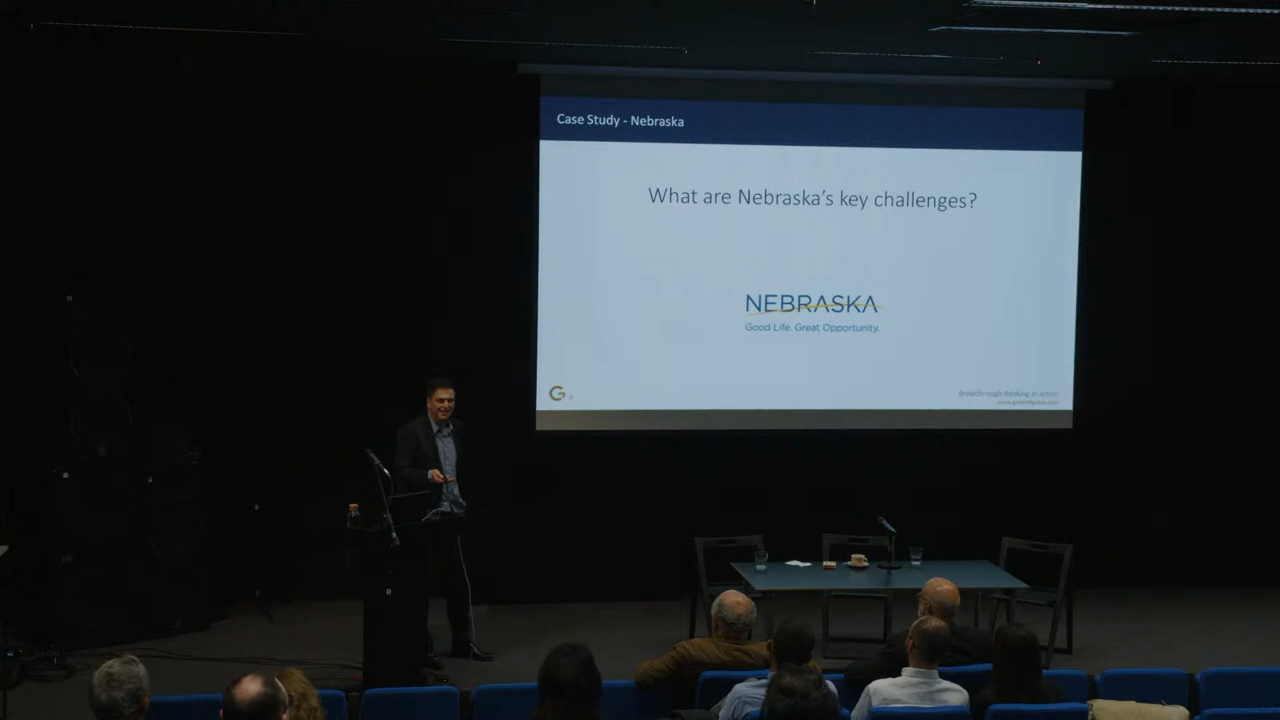 Case Study - Nebraska
What are Nebraska's key challenges?
NEBRASKA
Good Life. Great Opportunity.
G
Breakthrough thinking in action